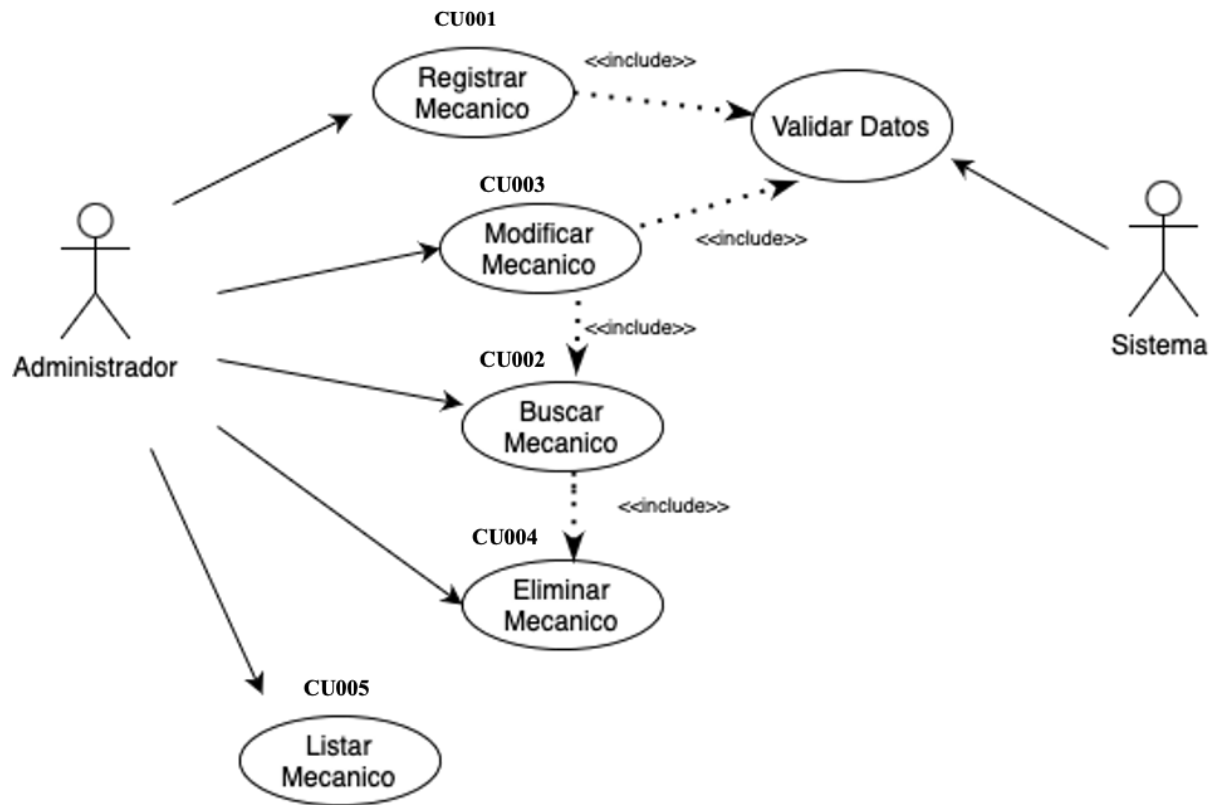 CU001
Registrar
Mecanico
<<include>>
Validar Datos
CU003
Modificar
Mecanico
<<include>>
<<include>>
Administrador
Sistema
CU002
Buscar
Mecanico
<<include>>
CU004
Eliminar
Mecanico
CU005
Listar
Mecanico